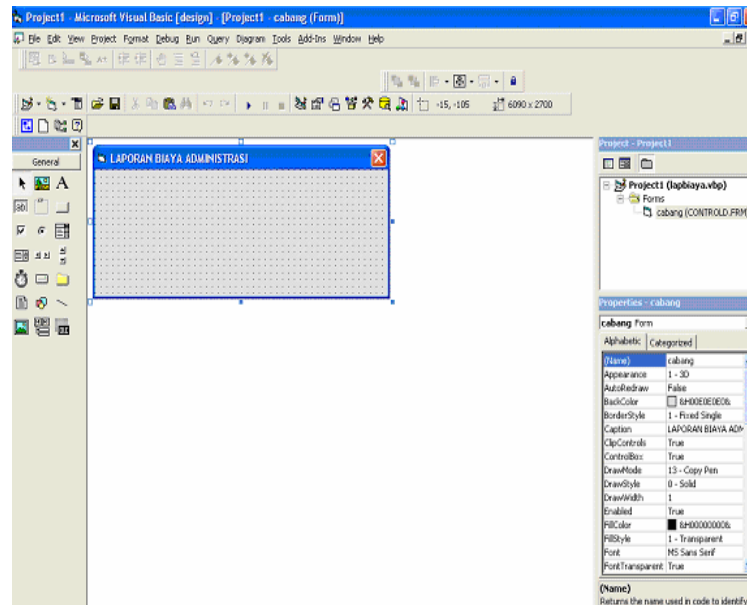 Project1 - Microsoft Visual Basic [design] - [Project1 - cabang (Form)]
File Edit View Project Format Debug Run Query Diagram Tools Add-Ins Window Help
-15, -105 6090 x 2700
General
LAPORAN BIAYA ADMINISTRASI
Project - Project1
Project1 (lapbiaya.vbp)
Forms
cabang (CONTROLD.FRM
Properties - cabang
cabang Form
Alphabetic Categorized
(Name) cabang
Appearance 1 - 3D
AutoRedraw False
BackColor &H00E0E0E0&
BorderStyle 1 - Fixed Single
Caption LAPORAN BIAYA ADM
ClipControls True
ControlBox True
DrawMode 13 - Copy Pen
DrawStyle 0 - Solid
DrawWidth 1
Enabled True
FillColor &H00000000&
FillStyle 1 - Transparent
Font MS Sans Serif
FontTransparent True
(Name)
Returns the name used in code to identify